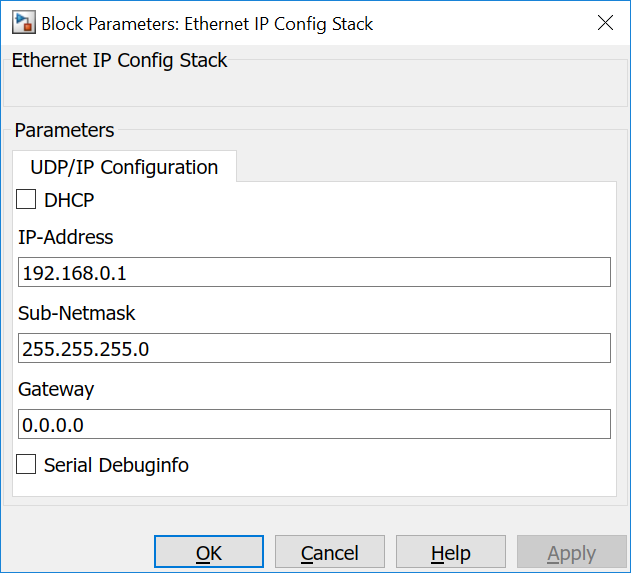 Block Parameters: Ethernet IP Config Stack
Ethernet IP Config Stack
Parameters
UDP/IP Configuration
DHCP
IP-Address
192.168.0.1
Sub-Netmask
255.255.255.0
Gateway
0.0.0.0
Serial Debuginfo
OK Cancel Help Apply